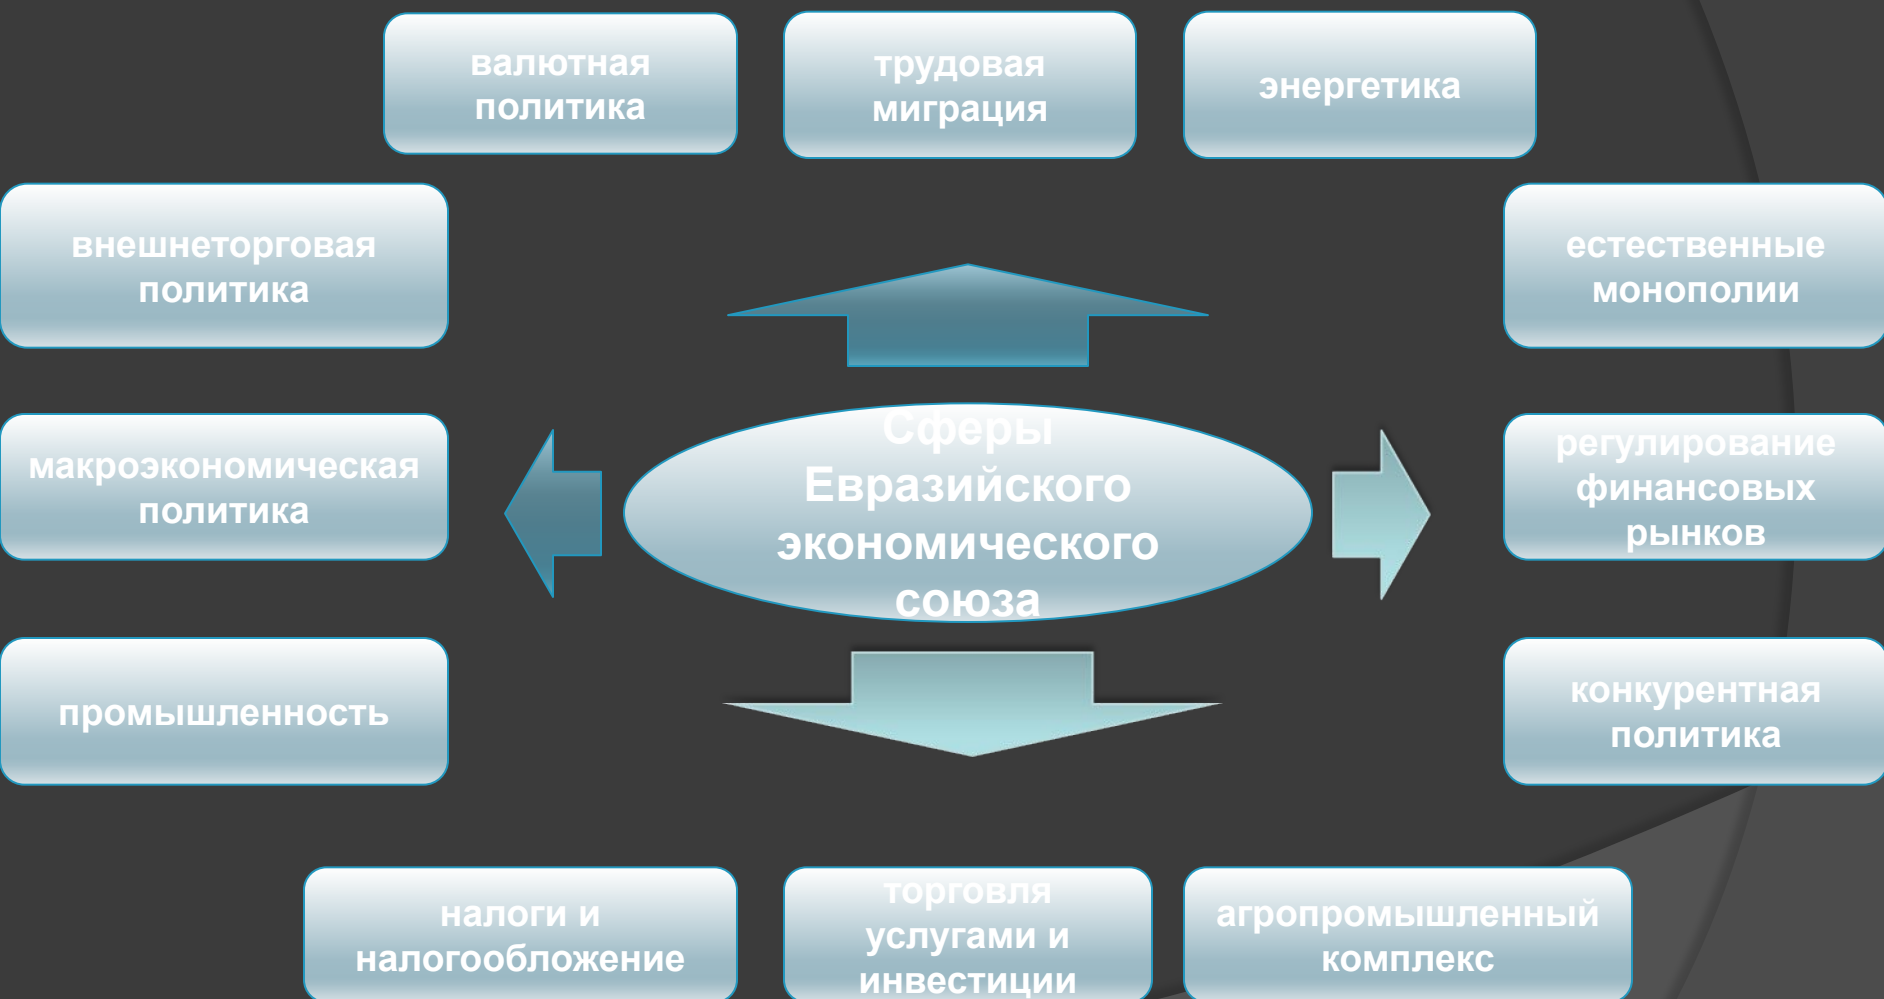 валютная
политика
трудовая
миграция
энергетика
внешнеторговая
политика
естественные
монополии
Сферы
Евразийского
экономического
союза
макроэкономическая
политика
регулирование
финансовых
рынков
промышленность
конкурентная
политика
налоги и
налогообложение
торговля
услугами и
инвестиции
агропромышленный
комплекс